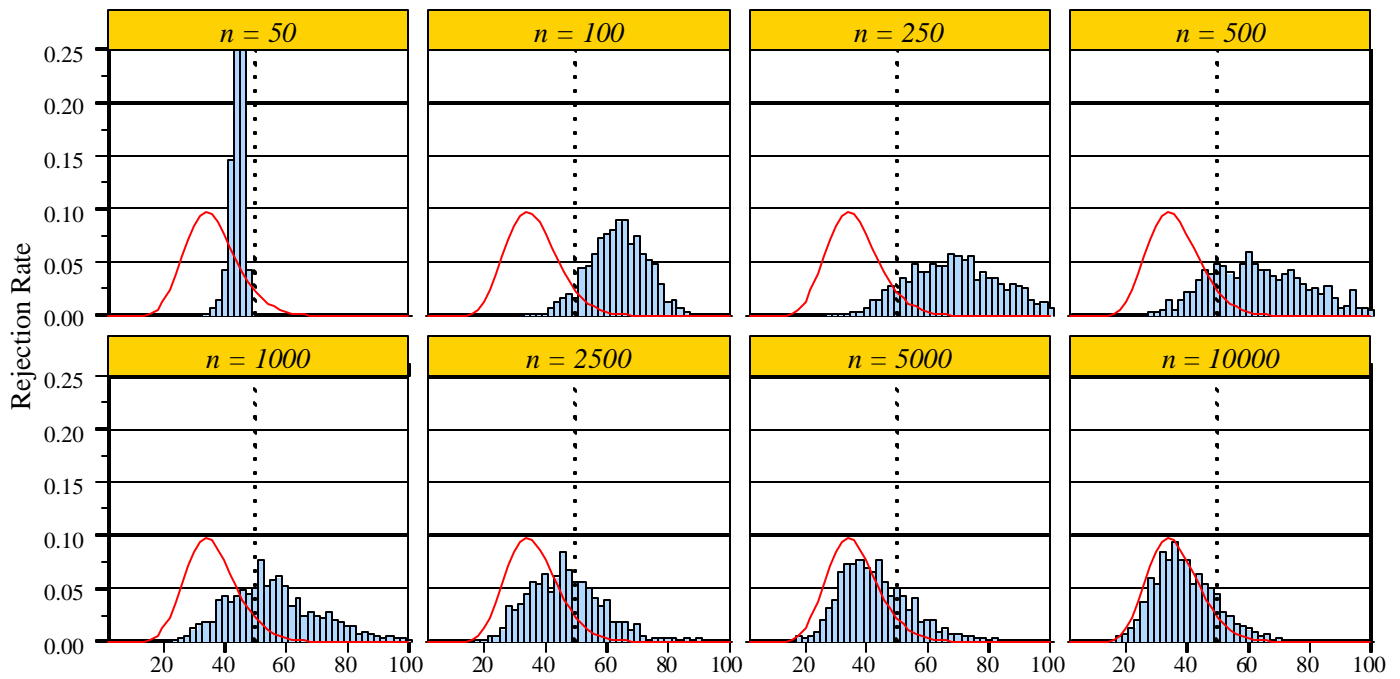 n = 50
n = 100
n = 250
n = 500
0.25
0.20
0.15
0.10
0.05
0.00
Rejection Rate
n = 1000
n = 2500
n = 5000
n = 10000
0.25
0.20
0.15
0.10
0.05
0.00
20 40 60 80 100
20 40 60 80 100
20 40 60 80 100
20 40 60 80 100